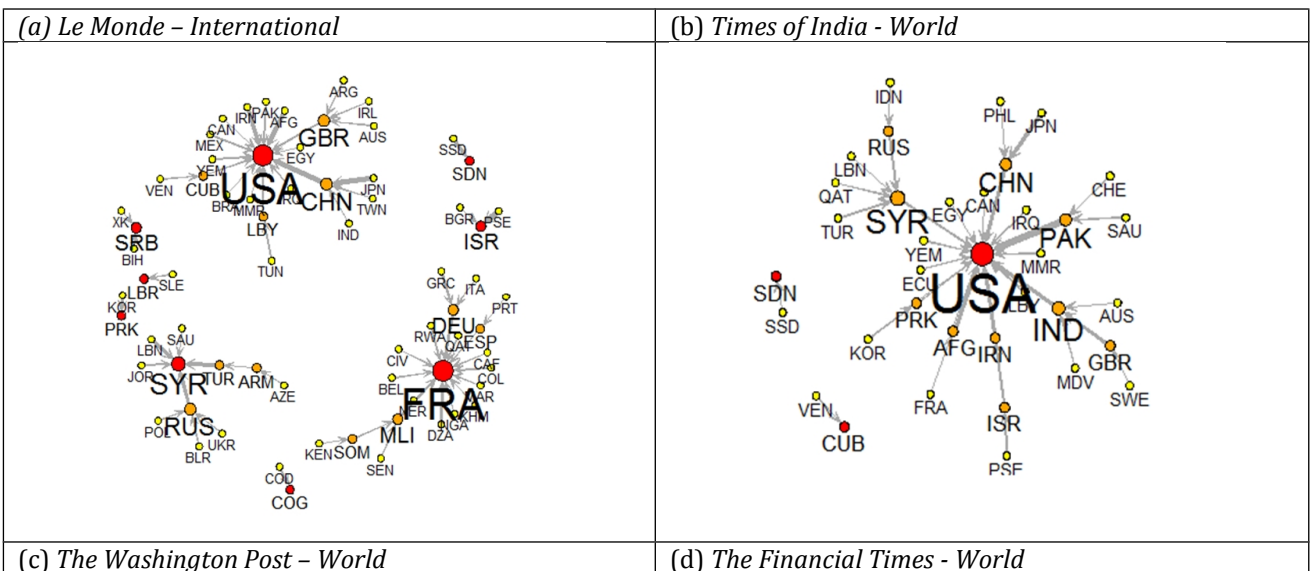 (a) Le Monde – International
(b) Times of India - World
ARG
IRN
PAK
AFG
IRL
CAN
GBR
AUS
MEX
EGY
YEM
VEN
CUB
USA
CHN
JPN
TWN
MMR
LBY
IND
TUN
SSD
SDN
BGR
PSE
ISR
XK
SRB
BIH
SLE
LBR
KOR
PRK
GRC
ITA
PRT
DEU
ESP
RWA
QAT
CIV
CAF
COL
BEL
FRA
NER
KHM
NGA
DZA
MLI
KEN
SOM
SEN
LBN
SAU
JOR
SYR
TUR
ARM
AZE
RUS
POL
UKR
BLR
COD
COG
IDN
PHL
JPN
RUS
LBN
CHN
QAT
CHE
SYR
EGY
CAN
IRQ
TUR
PAK
SAU
YEM
MMR
ECU
USA
LBY
SDN
PRK
IND
AUS
SSD
AFG
IRN
GBR
KOR
MDV
SWE
VEN
FRA
ISR
CUB
PSE
(c) The Washington Post – World
(d) The Financial Times - World